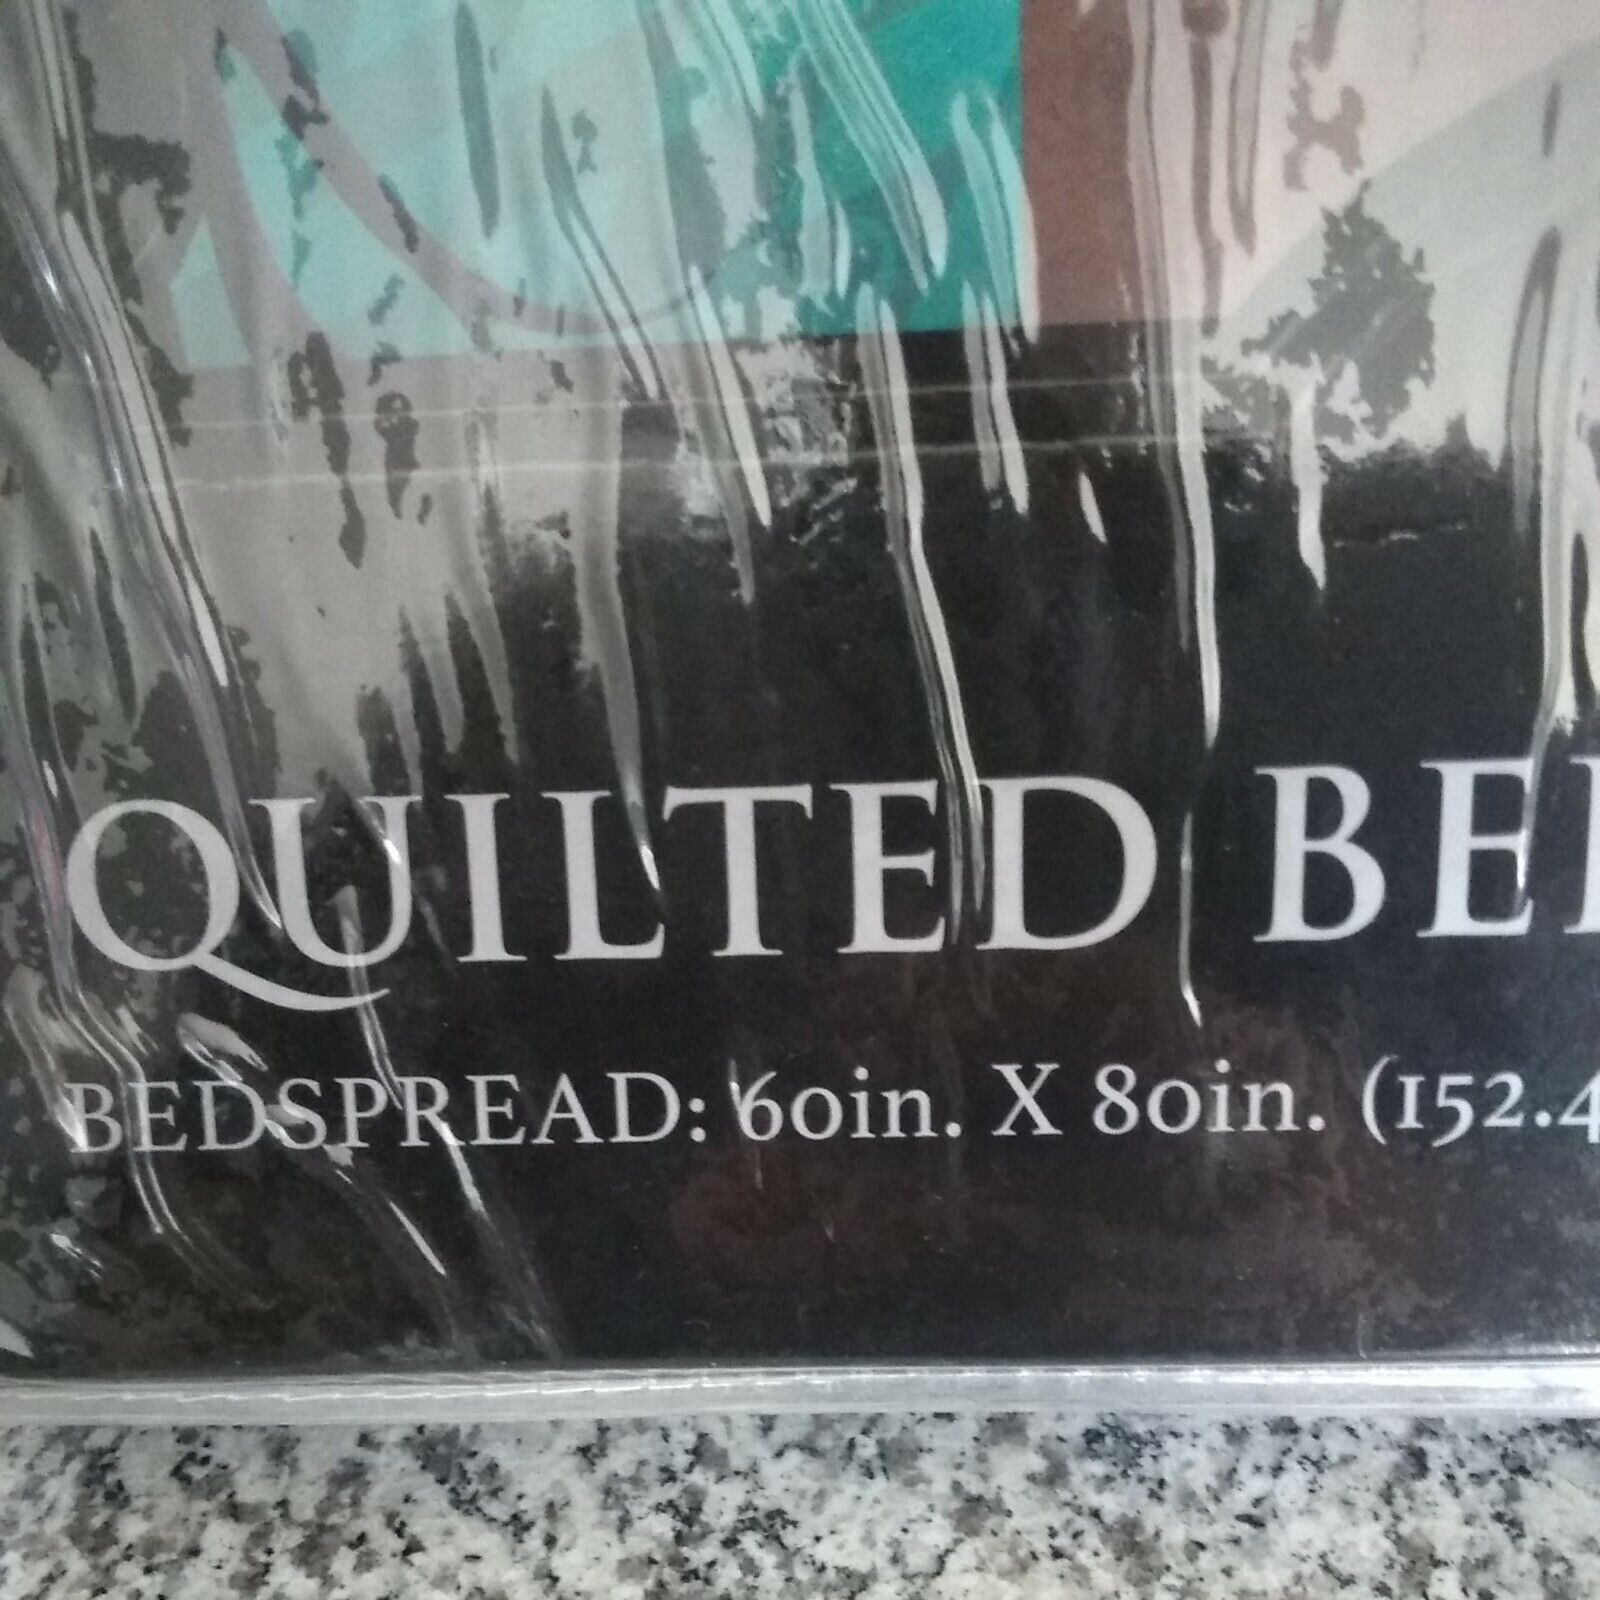 QUILTED BE
BEDSPREAD: 60in. X 80in. (152.4